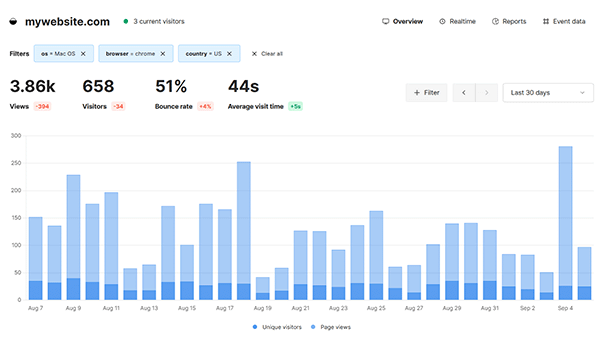 mywebsite.com 3 current visitors Overview Realtime Reports Event data
Filters os = Mac OS × browser = chrome × country = US × × Clear all
3.86k 658 51% 44s
Views -394 Visitors -34 Bounce rate +4% Average visit time +5s
+ Filter < > Last 30 days
300
250
200
150
100
50
0
Aug 7 Aug 9 Aug 11 Aug 13 Aug 15 Aug 17 Aug 19 Aug 21 Aug 23 Aug 25 Aug 27 Aug 29 Aug 31 Sep 2 Sep 4
Unique visitors Page views